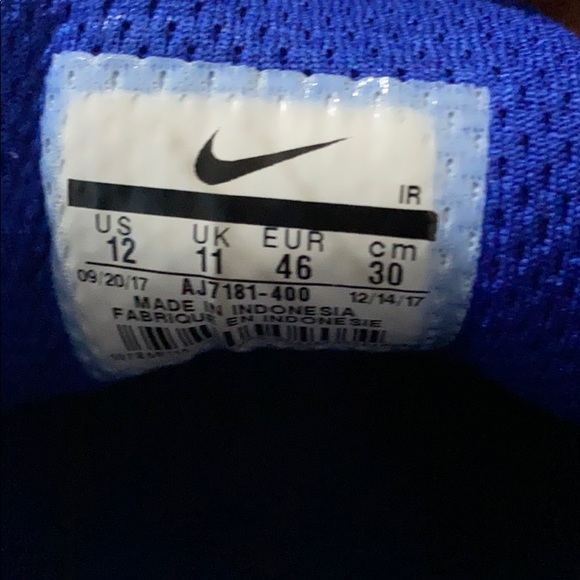 IR
US UK EUR cm
12 11 46 30
09/20/17 AJ7181-400 12/14/17
MADE IN INDONESIA
FABRIQUE EN INDONESIE